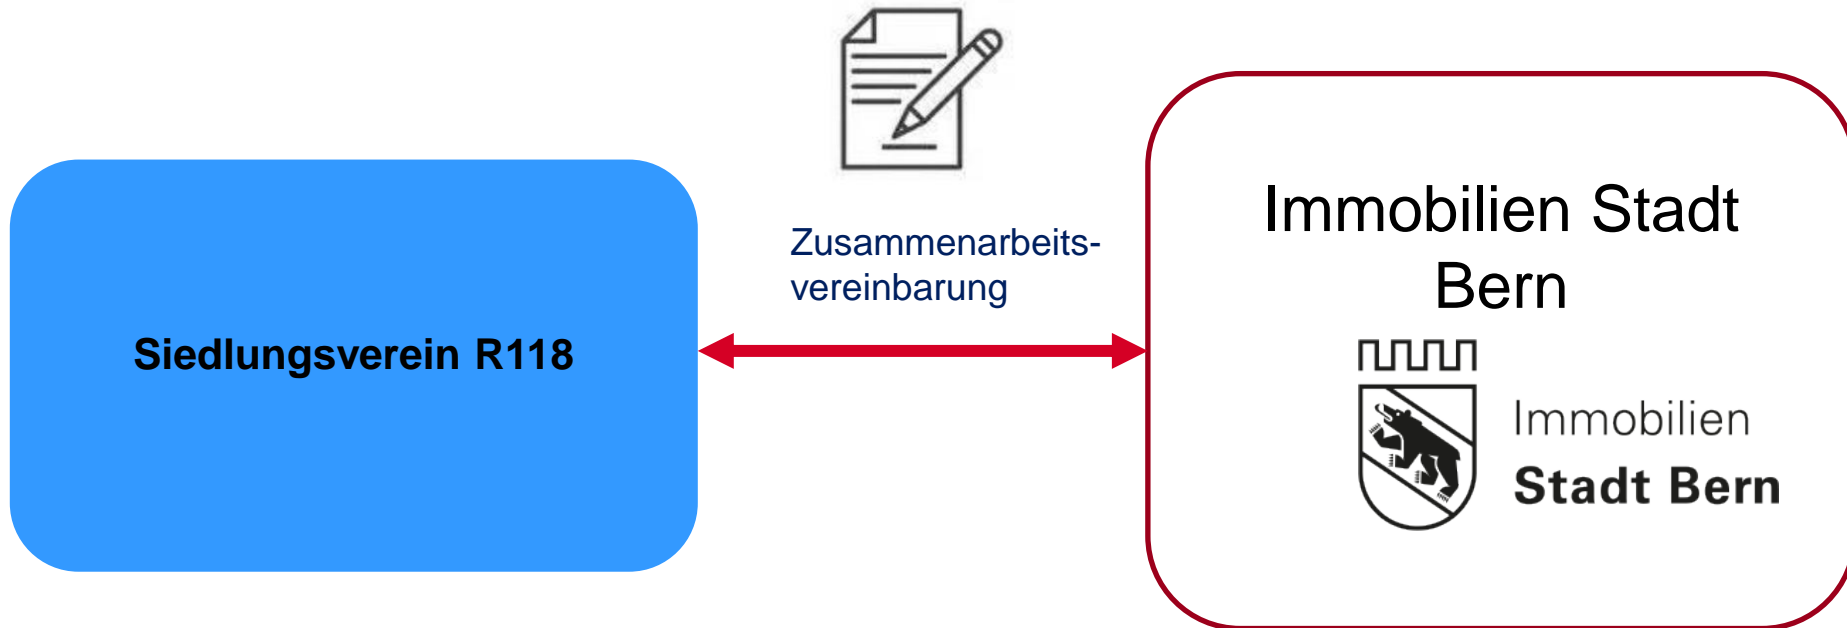 Siedlungsverein R118
Zusammenarbeits-
vereinbarung
Immobilien Stadt
Bern
Immobilien
Stadt Bern